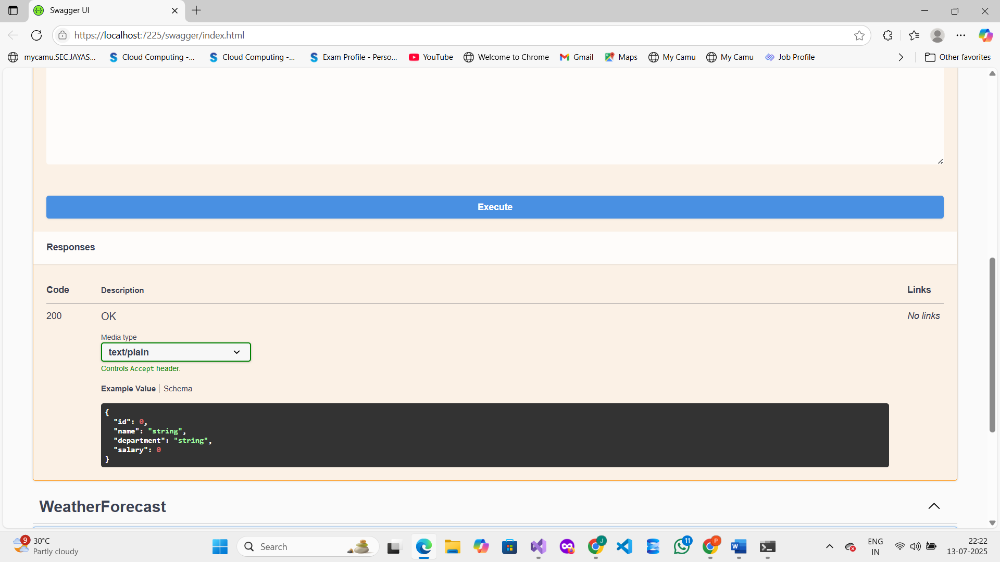 Swagger UI
https://localhost:7225/swagger/index.html
mycamu.SEC.JAYAS...
Cloud Computing -...
Cloud Computing -...
Exam Profile - Perso...
YouTube
Welcome to Chrome
Gmail
Maps
My Camu
My Camu
Job Profile
Other favorites
Execute
Responses
Code Description Links
200 OK No links
Media type
text/plain
Controls Accept header.
Example Value Schema
{
"id": 0,
"name": "string",
"department": "string",
"salary": 0
}
WeatherForecast
9
30°C
Partly cloudy
Search
J
11
P
W
ENG
IN
22:22
13-07-2025